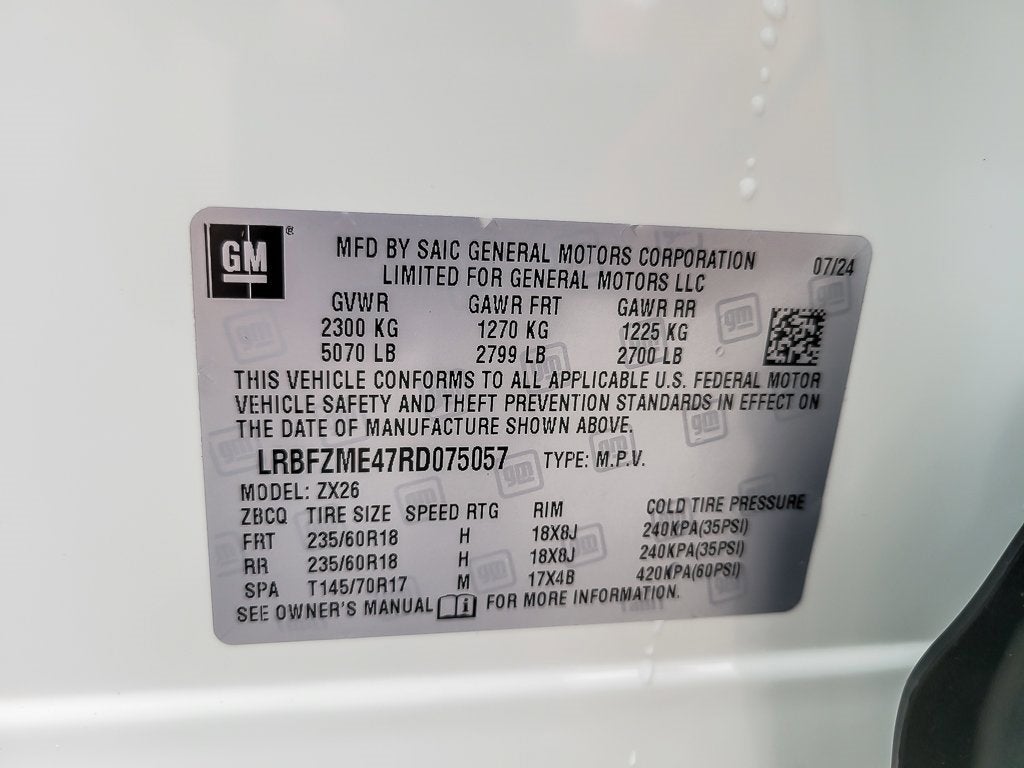 GM ®
MFD BY SAIC GENERAL MOTORS CORPORATION
LIMITED FOR GENERAL MOTORS LLC
07/24
GVWR GAWR FRT GAWR RR
2300 KG 1270 KG 1225 KG
5070 LB 2799 LB 2700 LB
THIS VEHICLE CONFORMS TO ALL APPLICABLE U.S. FEDERAL MOTOR
VEHICLE SAFETY AND THEFT PREVENTION STANDARDS IN EFFECT ON
THE DATE OF MANUFACTURE SHOWN ABOVE.
LRBFZME47RD075057 TYPE: M.P.V.
MODEL: ZX26
ZBCQ TIRE SIZE SPEED RTG RIM COLD TIRE PRESSURE
FRT 235/60R18 H 18X8J 240KPA(35PSI)
RR 235/60R18 H 18X8J 240KPA(35PSI)
SPA T145/70R17 M 17X4B 420KPA(60PSI)
SEE OWNER'S MANUAL i FOR MORE INFORMATION.